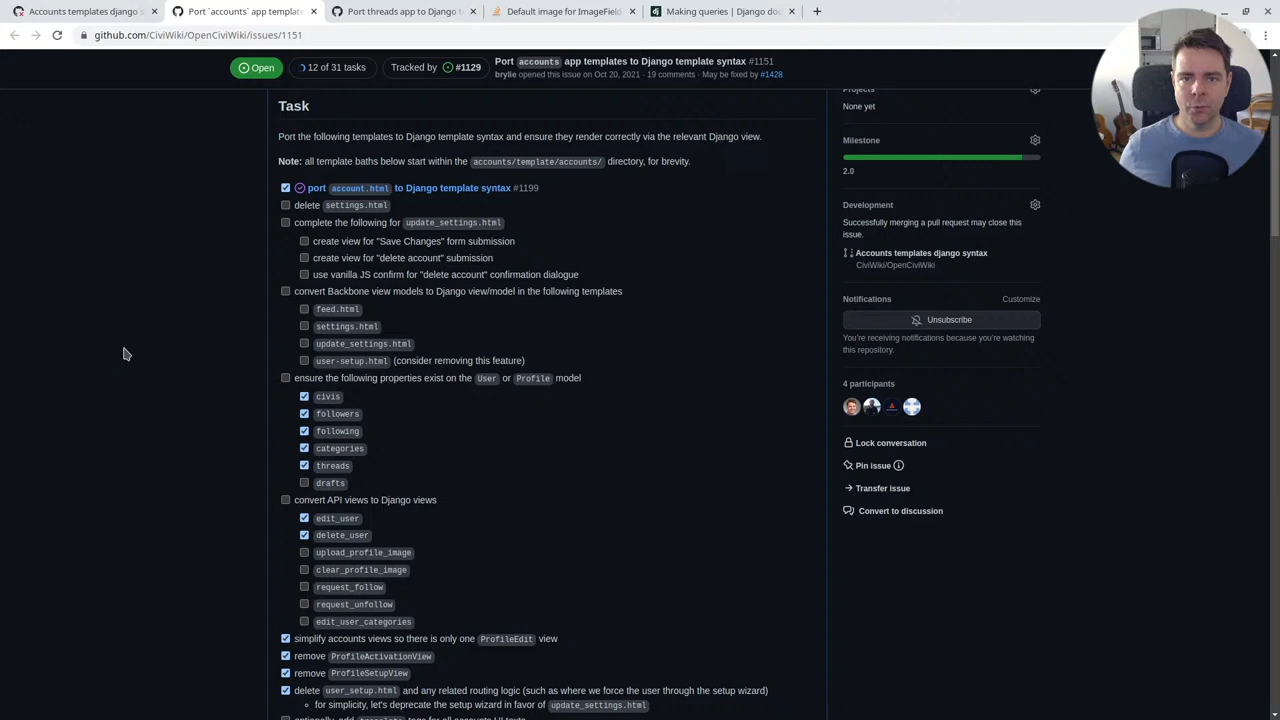 Accounts templates django s
Port `accounts` app template
Port threads app to Django t
Default image for ImageField
Making queries | Django doc
github.com/CiviWiki/OpenCiviWiki/issues/1151
Open
12 of 31 tasks
Tracked by #1129
Port accounts app templates to Django template syntax #1151
brylie opened this issue on Oct 20, 2021 · 19 comments · May be fixed by #1428
Task
Port the following templates to Django template syntax and ensure they render correctly via the relevant Django view.
Note: all template baths below start within the accounts/template/accounts/ directory, for brevity.
port account.html to Django template syntax #1199
delete settings.html
complete the following for update_settings.html
create view for "Save Changes" form submission
create view for "delete account" submission
use vanilla JS confirm for "delete account" confirmation dialogue
convert Backbone view models to Django view/model in the following templates
feed.html
settings.html
update_settings.html
user-setup.html (consider removing this feature)
ensure the following properties exist on the User or Profile model
civis
followers
following
categories
threads
drafts
convert API views to Django views
edit_user
delete_user
upload_profile_image
clear_profile_image
request_follow
request_unfollow
edit_user_categories
simplify accounts views so there is only one ProfileEdit view
remove ProfileActivationView
remove ProfileSetupView
delete user_setup.html and any related routing logic (such as where we force the user through the setup wizard)
for simplicity, let's deprecate the setup wizard in favor of update_settings.html
optionally, add translate tags for all accounts UI texts
Projects
None yet
Milestone
2.0
Development
Successfully merging a pull request may close this
issue.
Accounts templates django syntax
CiviWiki/OpenCiviWiki
Notifications
Customize
Unsubscribe
You're receiving notifications because you're watching
this repository.
4 participants
Lock conversation
Pin issue
Transfer issue
Convert to discussion